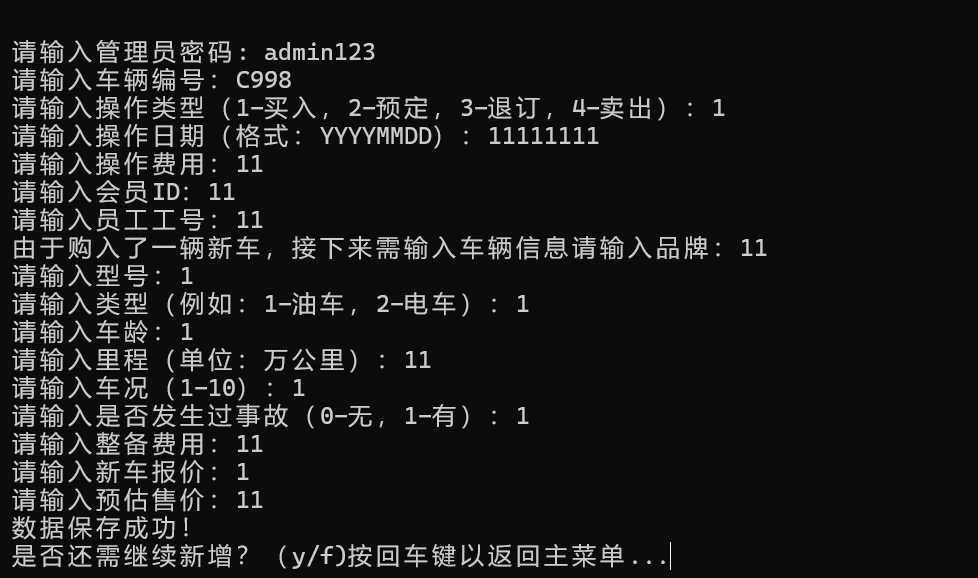 请输入管理员密码：admin123
请输入车辆编号：C998
请输入操作类型（1-买入，2-预定，3-退订，4-卖出）：1
请输入操作日期（格式：YYYYMMDD）：11111111
请输入操作费用：11
请输入会员ID：11
请输入员工工号：11
由于购入了一辆新车，接下来需输入车辆信息请输入品牌：11
请输入型号：1
请输入类型（例如：1-油车，2-电车）：1
请输入车龄：1
请输入里程（单位：万公里）：11
请输入车况（1-10）：1
请输入是否发生过事故（0-无，1-有）：1
请输入整备费用：11
请输入新车报价：1
请输入预估售价：11
数据保存成功！
是否还需继续新增？（y/f)按回车键以返回主菜单...